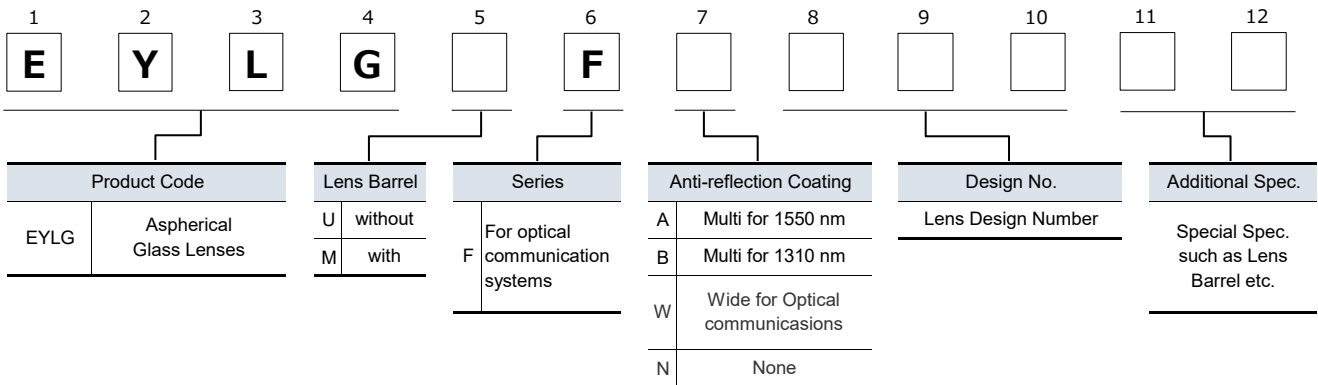 1 2 3 4 5 6 7 8 9 10 11 12
E Y L G F
Product Code
EYLG
Aspherical
Glass Lenses
Lens Barrel
U without
M with
Series
F
For optical
communication
systems
Anti-reflection Coating
A Multi for 1550 nm
B Multi for 1310 nm
W
Wide for Optical
communicasions
N None
Design No.
Lens Design Number
Additional Spec.
Special Spec.
such as Lens
Barrel etc.